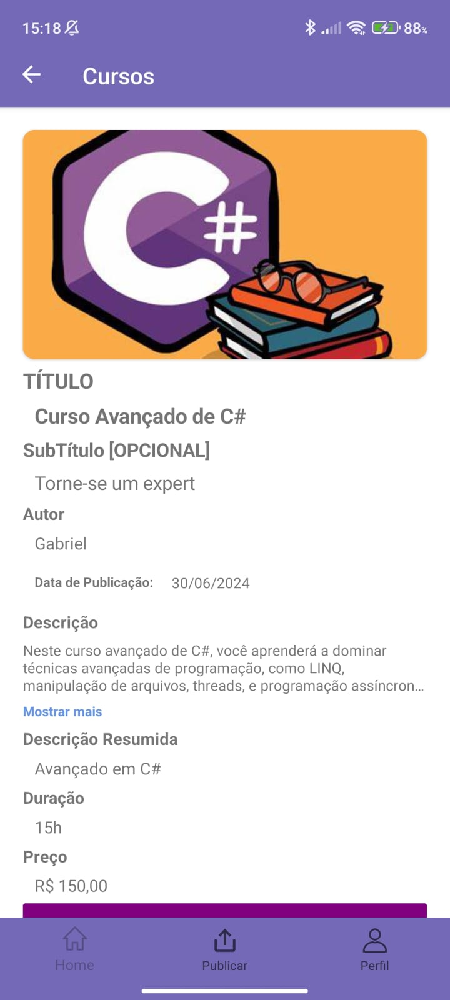 15:18 88%
Cursos
C#
TÍTULO
Curso Avançado de C#
SubTítulo [OPCIONAL]
Torne-se um expert
Autor
Gabriel
Data de Publicação: 30/06/2024
Descrição
Neste curso avançado de C#, você aprenderá a dominar
técnicas avançadas de programação, como LINQ,
manipulação de arquivos, threads, e programação assíncron...
Mostrar mais
Descrição Resumida
Avançado em C#
Duração
15h
Preço
R$ 150,00
Home Publicar Perfil